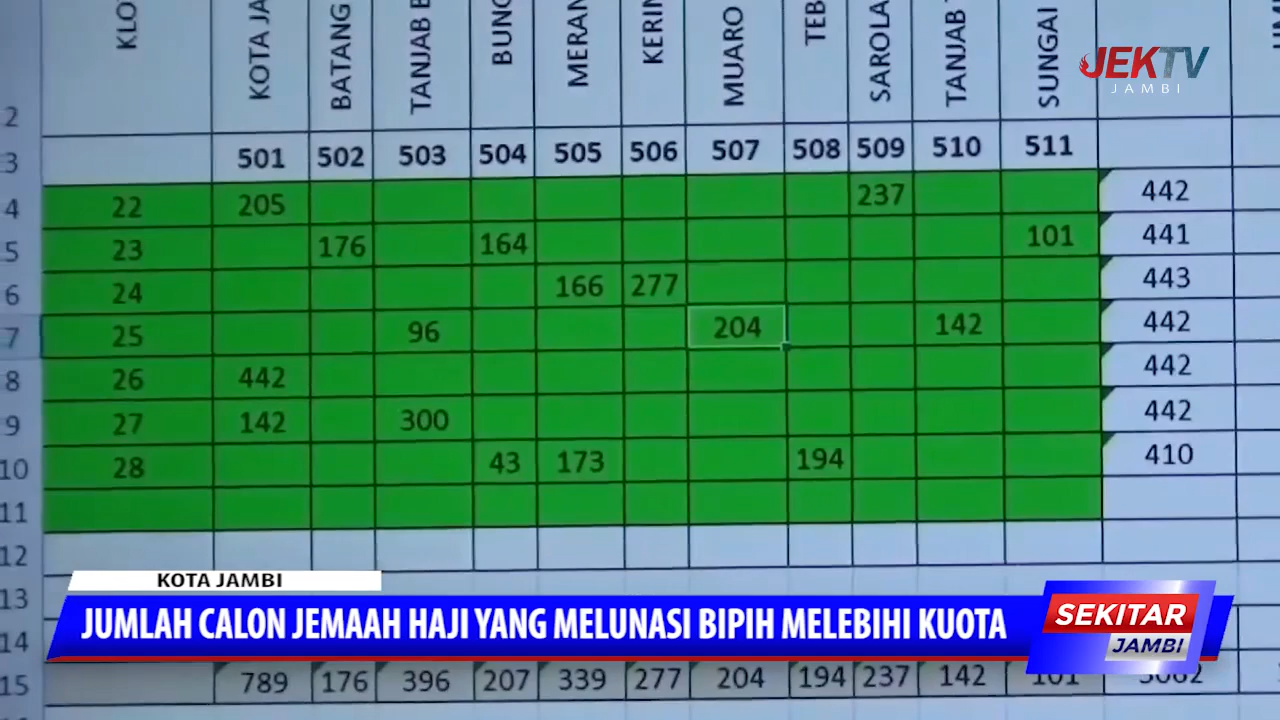 2 KLO KOTA JA BATANG TANJAB B BUNG MERAN KERIN MUARO TEB SAROLA TANJAB SUNGAI
JEKTV
JAMBI
3 501 502 503 504 505 506 507 508 509 510 511
4 22 205 237 442
5 23 176 164 101 441
6 24 166 277 443
7 25 96 204 142 442
8 26 442 442
9 27 142 300 442
10 28 43 173 194 410
11
12
13
14
KOTA JAMBI
JUMLAH CALON JEMAAH HAJI YANG MELUNASI BIPIH MELEBIHI KUOTA
SEKITAR
JAMBI
15 789 176 396 207 339 277 204 194 237 142 101 3062